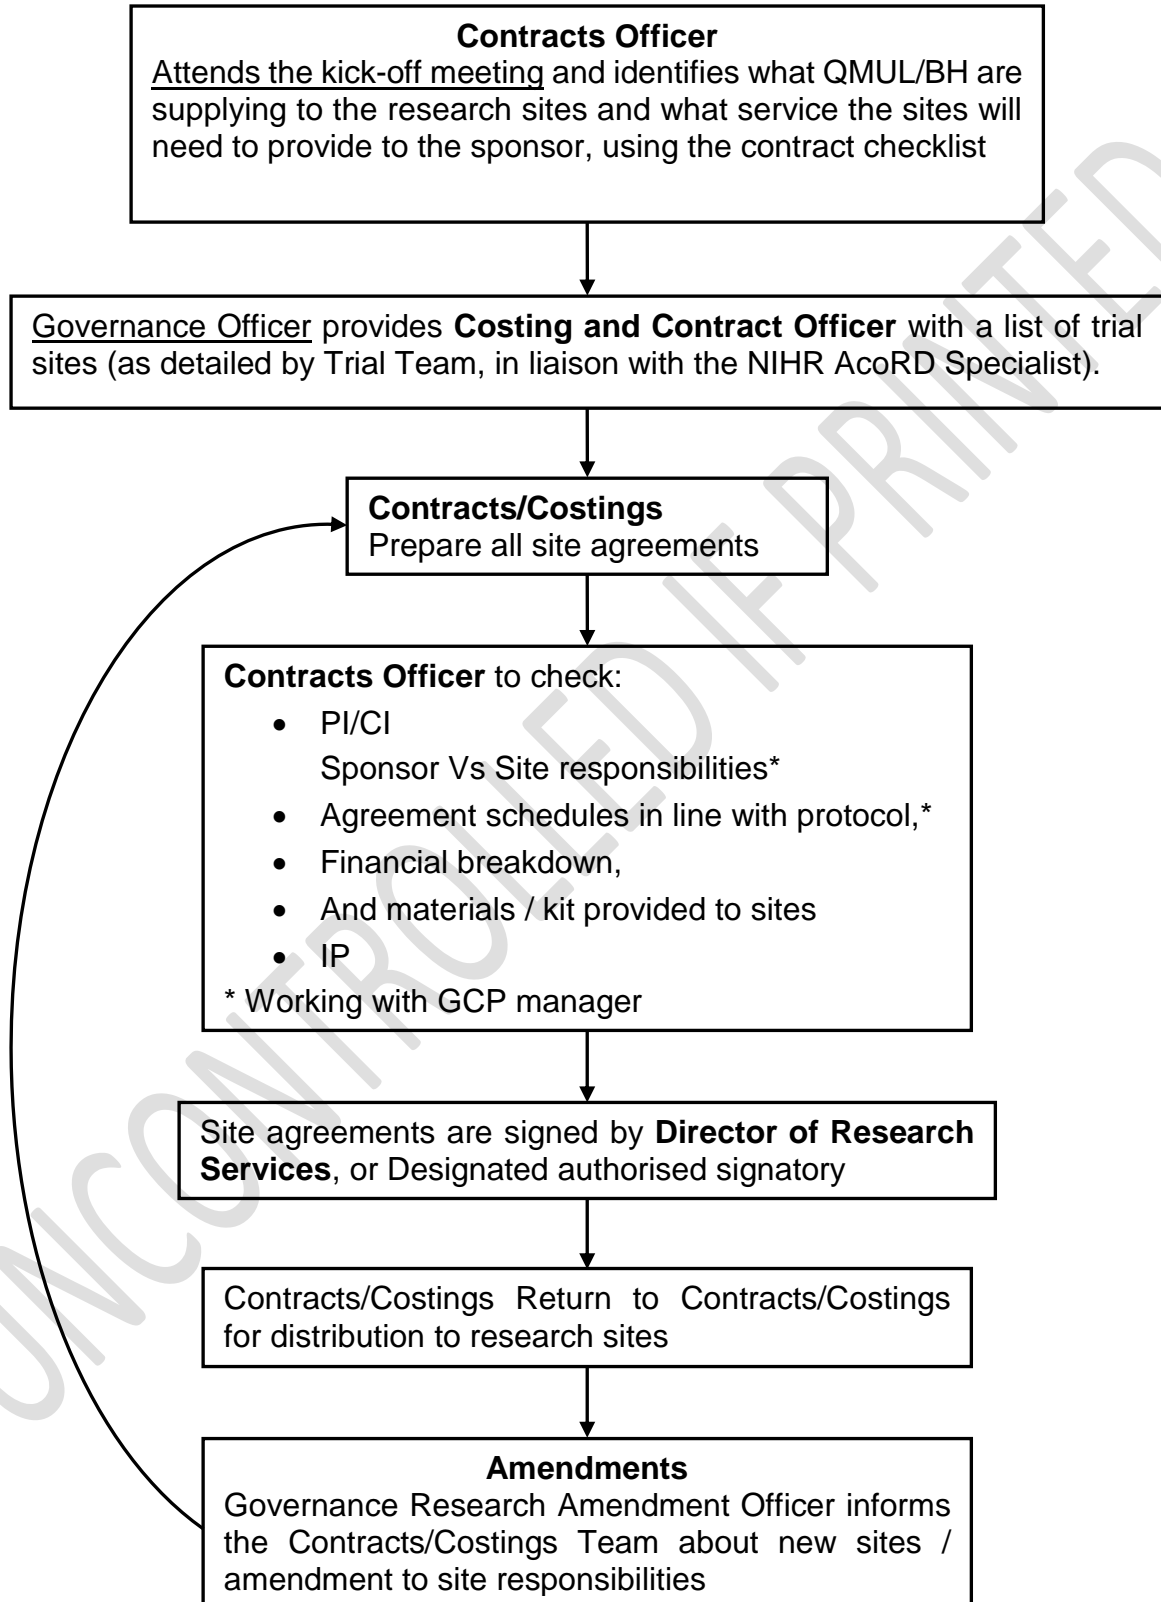 Contracts Officer
Attends the kick-off meeting and identifies what QMUL/BH are
supplying to the research sites and what service the sites will
need to provide to the sponsor, using the contract checklist
Governance Officer provides Costing and Contract Officer with a list of trial
sites (as detailed by Trial Team, in liaison with the NIHR AcoRD Specialist).
Contracts/Costings
Prepare all site agreements
Contracts Officer to check:
• PI/CI
Sponsor Vs Site responsibilities*
• Agreement schedules in line with protocol,*
• Financial breakdown,
• And materials / kit provided to sites
• IP
* Working with GCP manager
Site agreements are signed by Director of Research
Services, or Designated authorised signatory
Contracts/Costings Return to Contracts/Costings
for distribution to research sites
Amendments
Governance Research Amendment Officer informs
the Contracts/Costings Team about new sites /
amendment to site responsibilities
UNCONTROLLED IF PRINTED